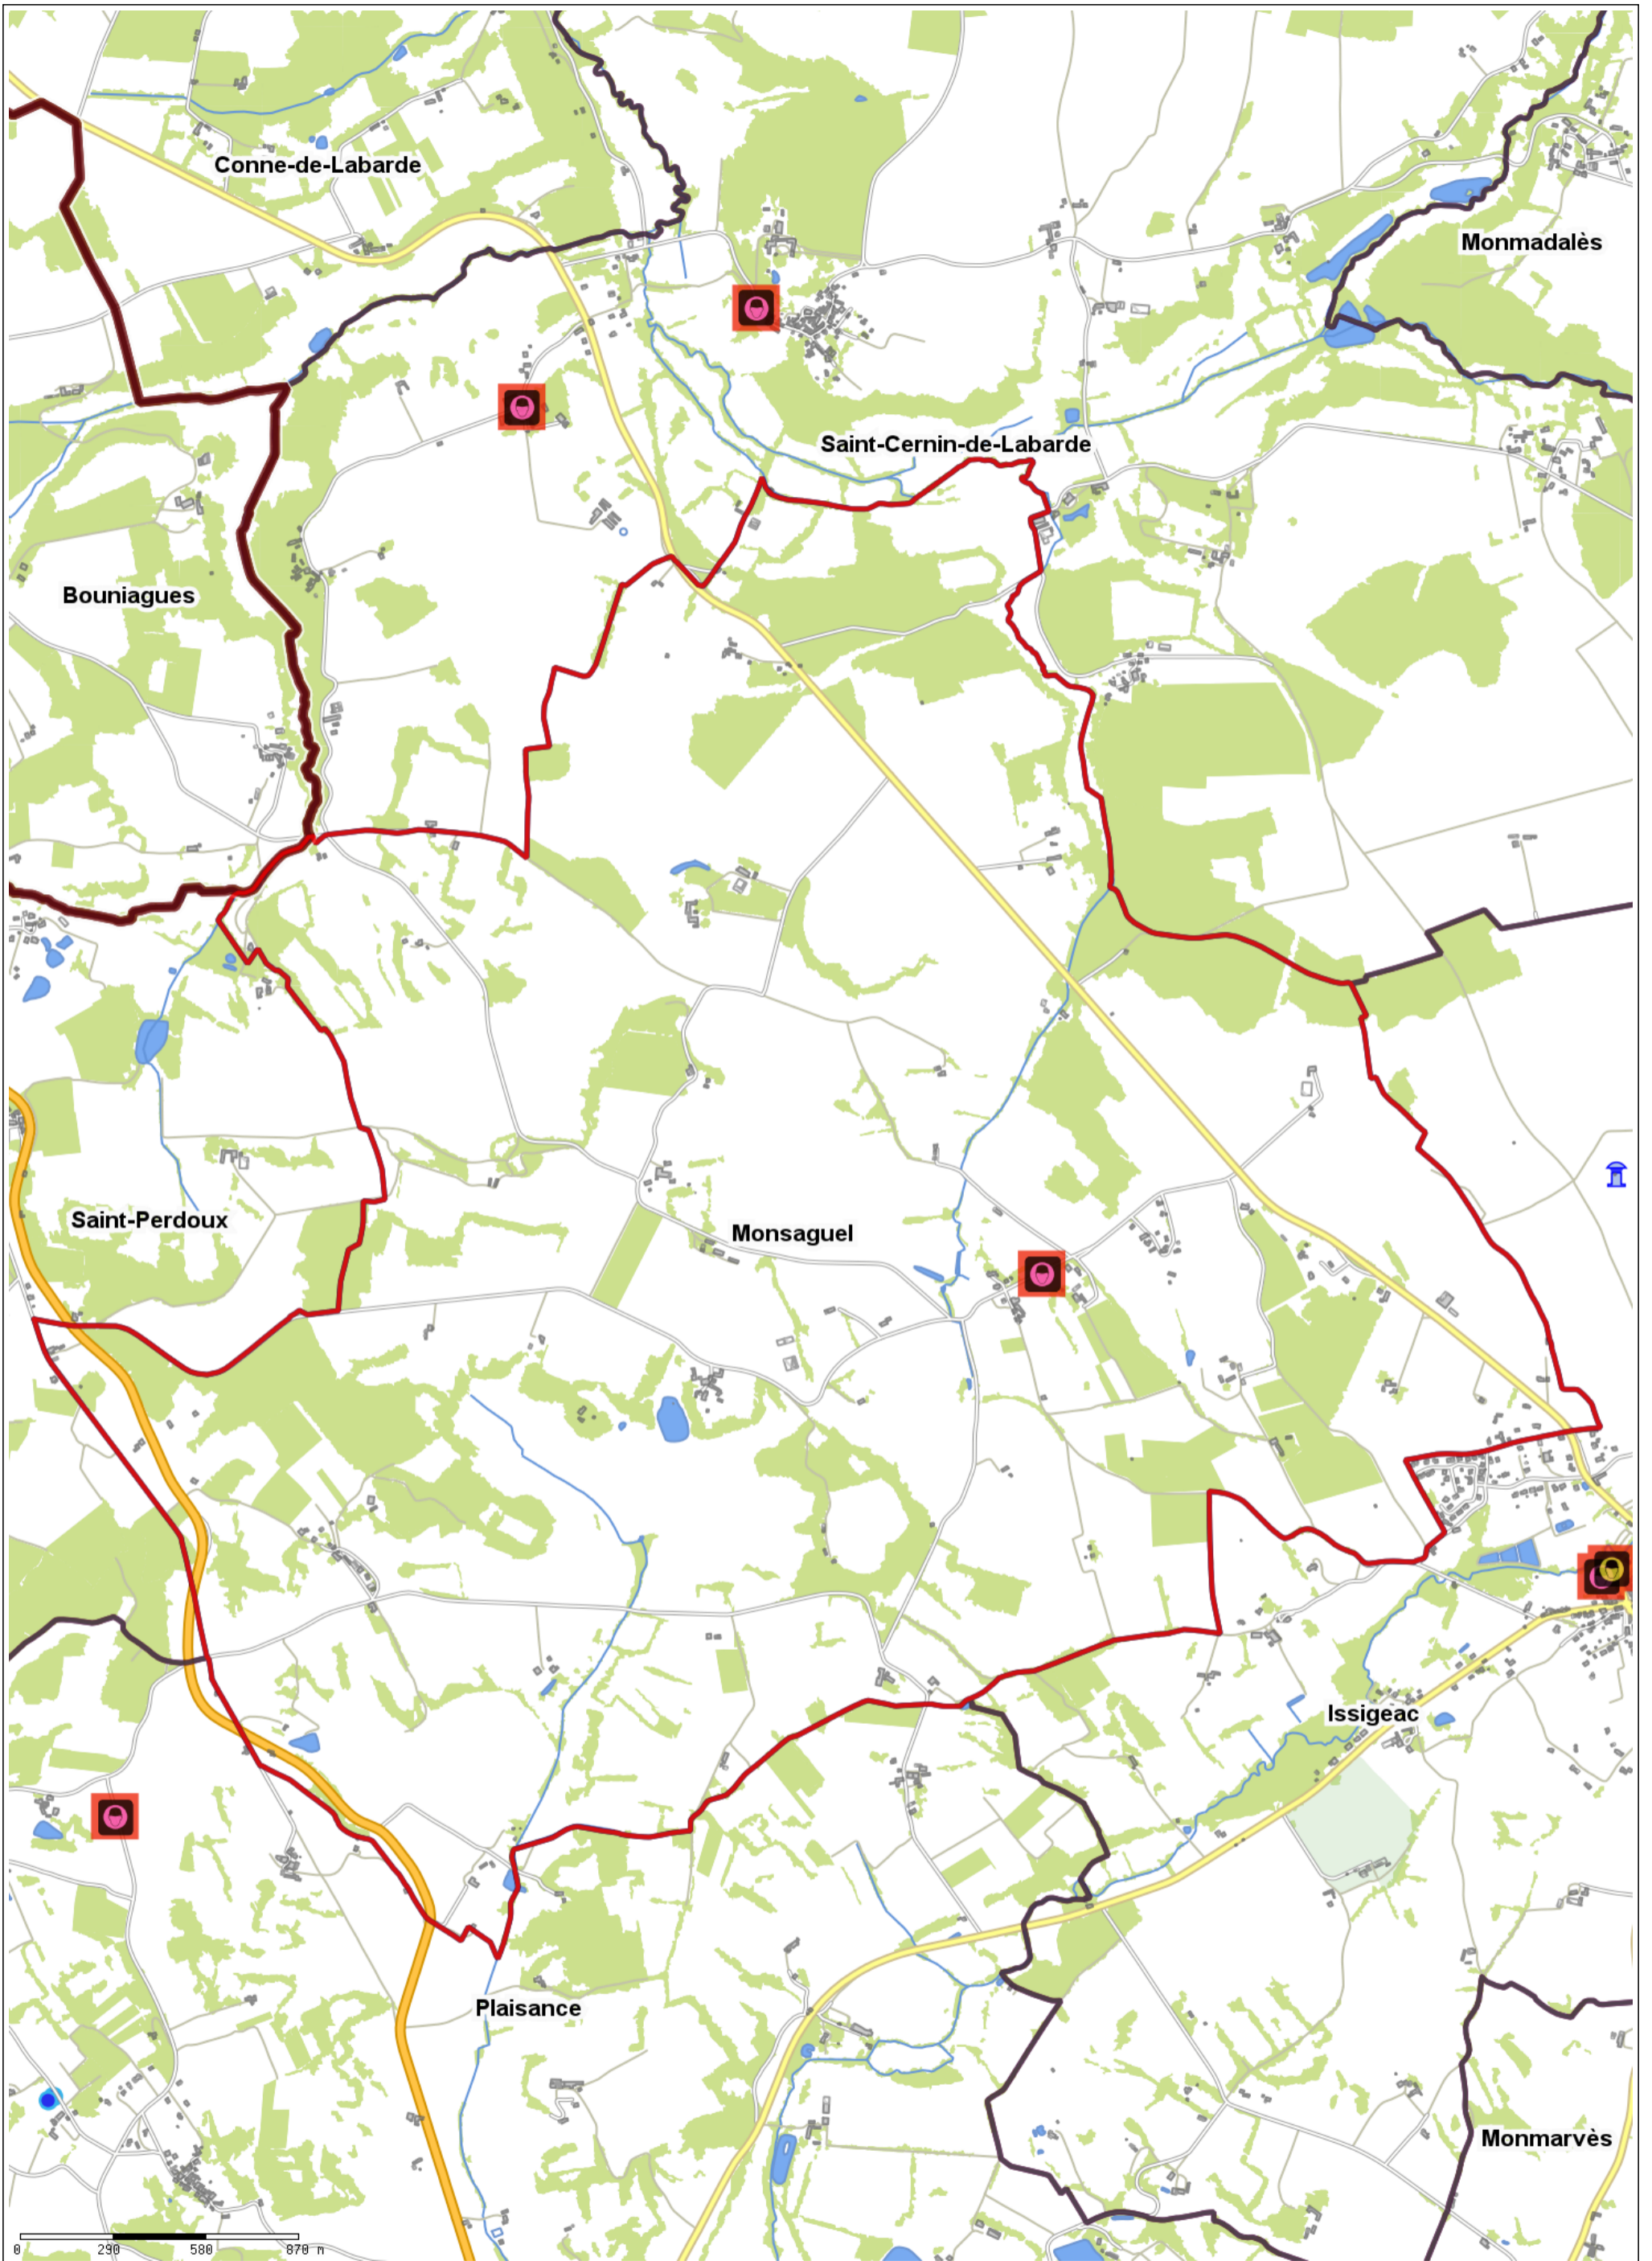 Conne-de-Labarde
Monmadalès
Saint-Cernin-de-Labarde
Bouniagues
Saint-Perdoux
Monsaguel
Issigeac
Plaisance
Monmarvès
0 290 580 870 m